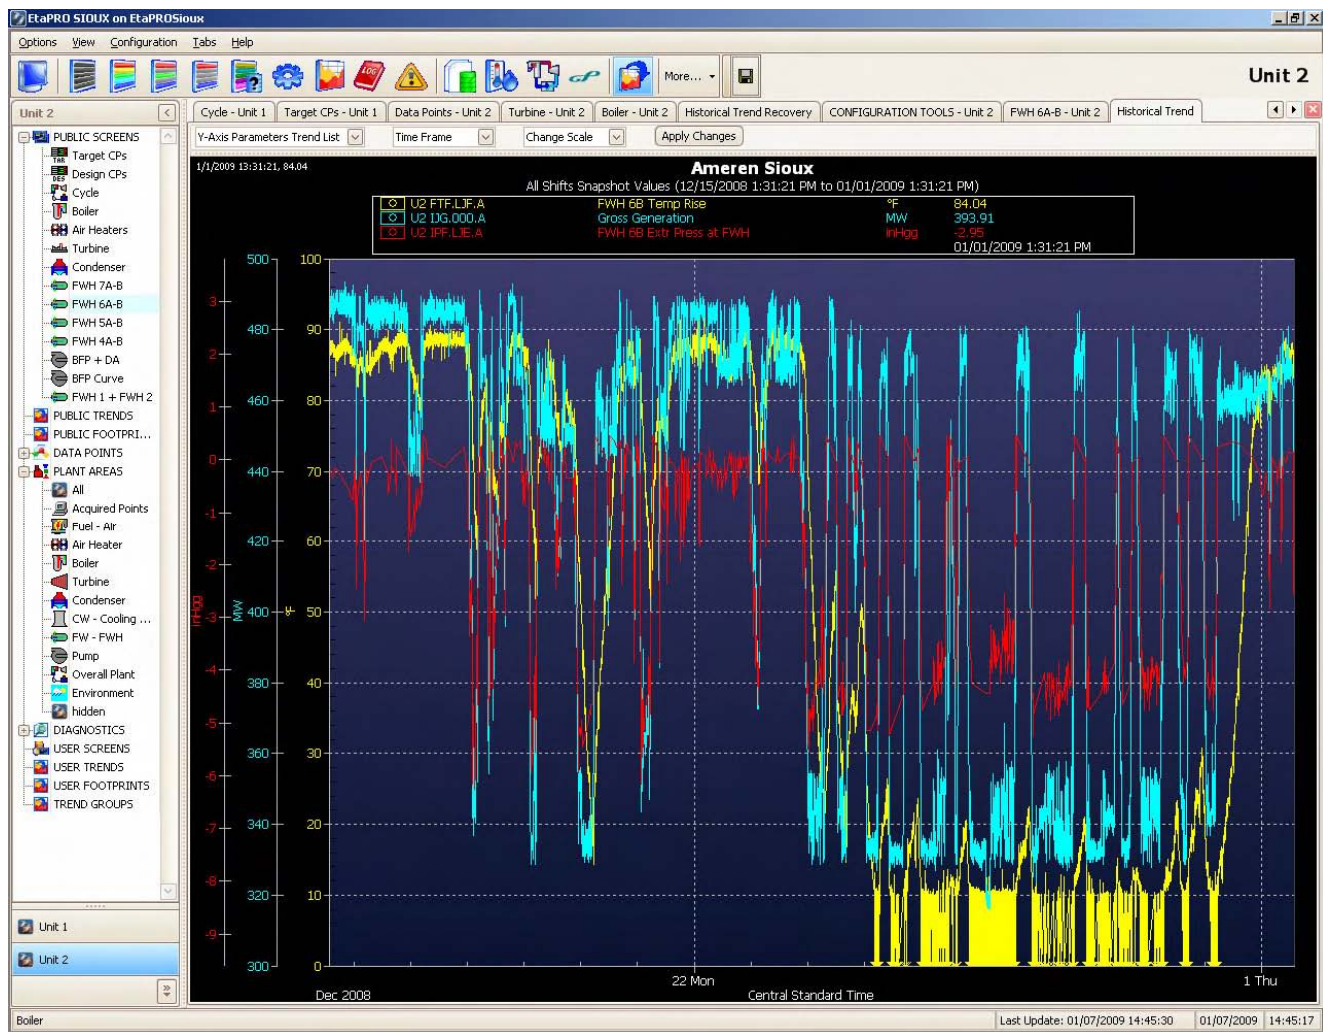 EtaPRO SIOUX on EtaPROSioux
Options View Configuration Tabs Help
LOG
More...
Unit 2
Unit 2
Cycle - Unit 1 Target CPs - Unit 1 Data Points - Unit 2 Turbine - Unit 2 Boiler - Unit 2 Historical Trend Recovery CONFIGURATION TOOLS - Unit 2 FWH 6A-B - Unit 2 Historical Trend
Y-Axis Parameters Trend List Time Frame Change Scale Apply Changes
PUBLIC SCREENS
TAR Target CPs
DES Design CPs
Cycle
Boiler
Air Heaters
Turbine
Condenser
FWH 7A-B
FWH 6A-B
FWH 5A-B
FWH 4A-B
BFP + DA
BFP Curve
FWH 1 + FWH 2
PUBLIC TRENDS
PUBLIC FOOTPRI...
DATA POINTS
PLANT AREAS
All
Acquired Points
Fuel - Air
Air Heater
Boiler
Turbine
Condenser
CW - Cooling ...
FW - FWH
Pump
Overall Plant
Environment
hidden
DIAGNOSTICS
USER SCREENS
USER TRENDS
USER FOOTPRINTS
TREND GROUPS
Unit 1
Unit 2
1/1/2009 13:31:21, 84.04
Ameren Sioux
All Shifts Snapshot Values (12/15/2008 1:31:21 PM to 01/01/2009 1:31:21 PM)
U2 FTF.LJF.A FWH 6B Temp Rise °F 84.04
U2 IJG.000.A Gross Generation MW 393.91
U2 IPF.LJE.A FWH 6B Extr Press at FWH inHgg -2.95
01/01/2009 1:31:21 PM
500 100
3
480 90
2
460 80
1
0
440 70
-1
420 60
-2
inHgg -3 MW 400 °F 50
-4
380 40
-5
360 30
-6
-7 340 20
-8
320 10
-9
300 0
22 Mon 1 Thu
Dec 2008 Central Standard Time
Boiler Last Update: 01/07/2009 14:45:30 01/07/2009 14:45:17